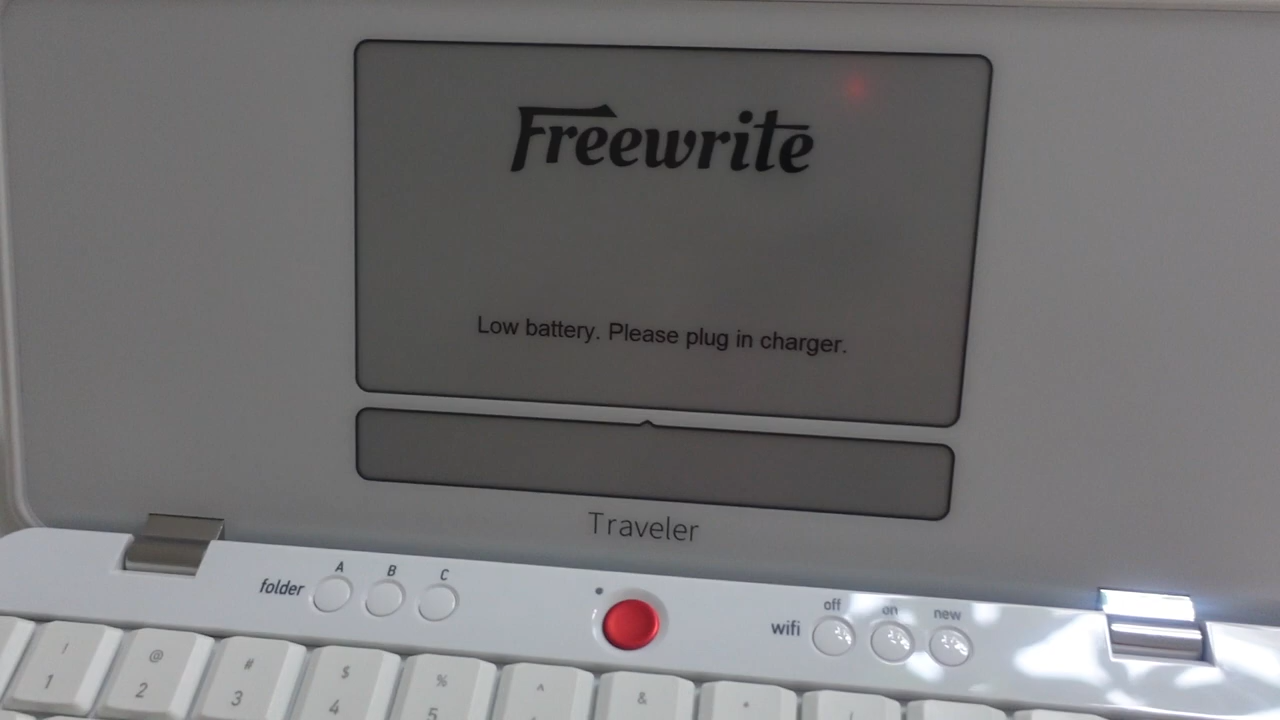 Freewrite
Low battery. Please plug in charger.
Traveler
folder A B C
wifi off on new
! @ # $ % ^ & *
1 2 3 4 5